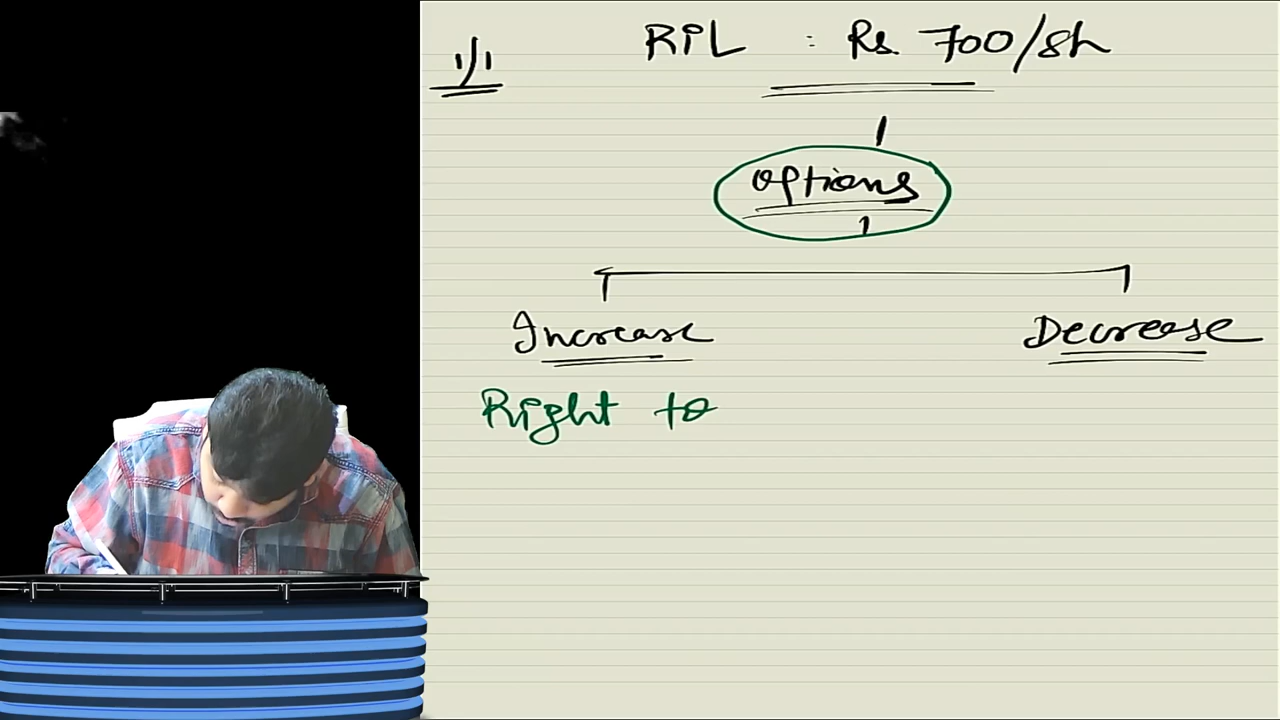 1/1 RIL : Rs. 700/sh
options
Increase Decrease
Right to